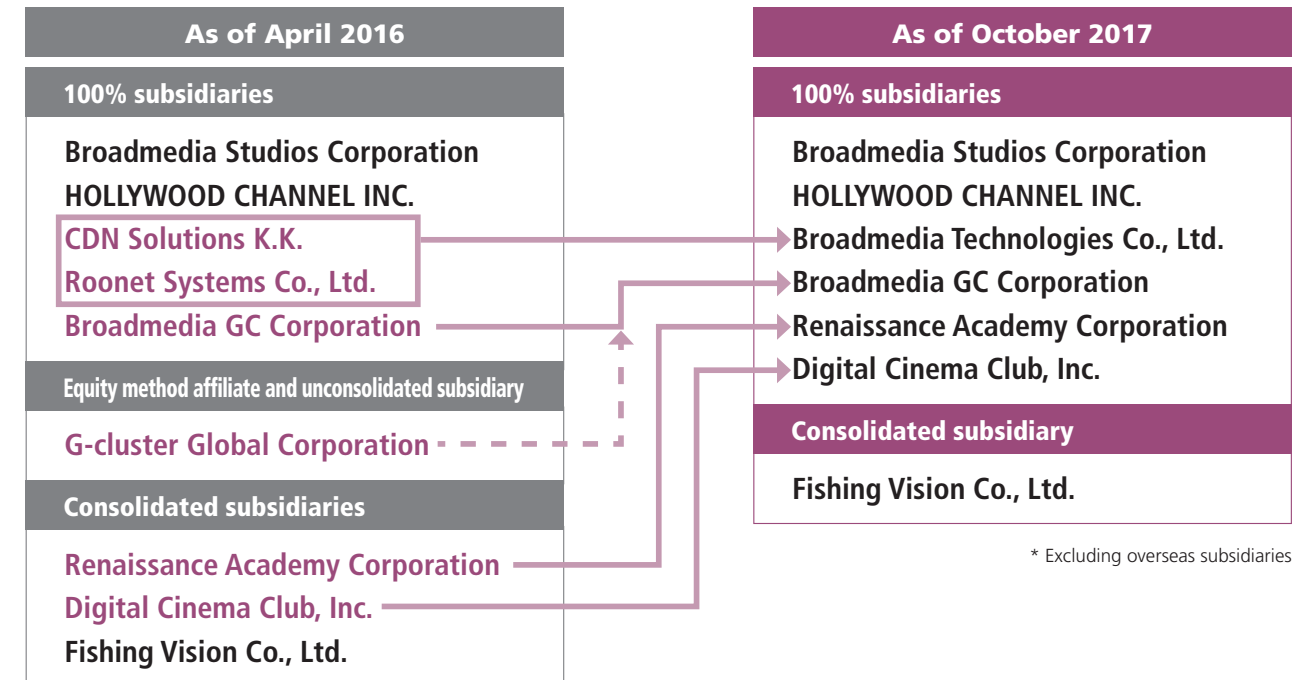 As of April 2016
100% subsidiaries
Broadmedia Studios Corporation
HOLLYWOOD CHANNEL INC.
CDN Solutions K.K.
Roonet Systems Co., Ltd.
Broadmedia GC Corporation
Equity method affiliate and unconsolidated subsidiary
G-cluster Global Corporation
Consolidated subsidiaries
Renaissance Academy Corporation
Digital Cinema Club, Inc.
Fishing Vision Co., Ltd.
As of October 2017
100% subsidiaries
Broadmedia Studios Corporation
HOLLYWOOD CHANNEL INC.
Broadmedia Technologies Co., Ltd.
Broadmedia GC Corporation
Renaissance Academy Corporation
Digital Cinema Club, Inc.
Consolidated subsidiary
Fishing Vision Co., Ltd.
* Excluding overseas subsidiaries